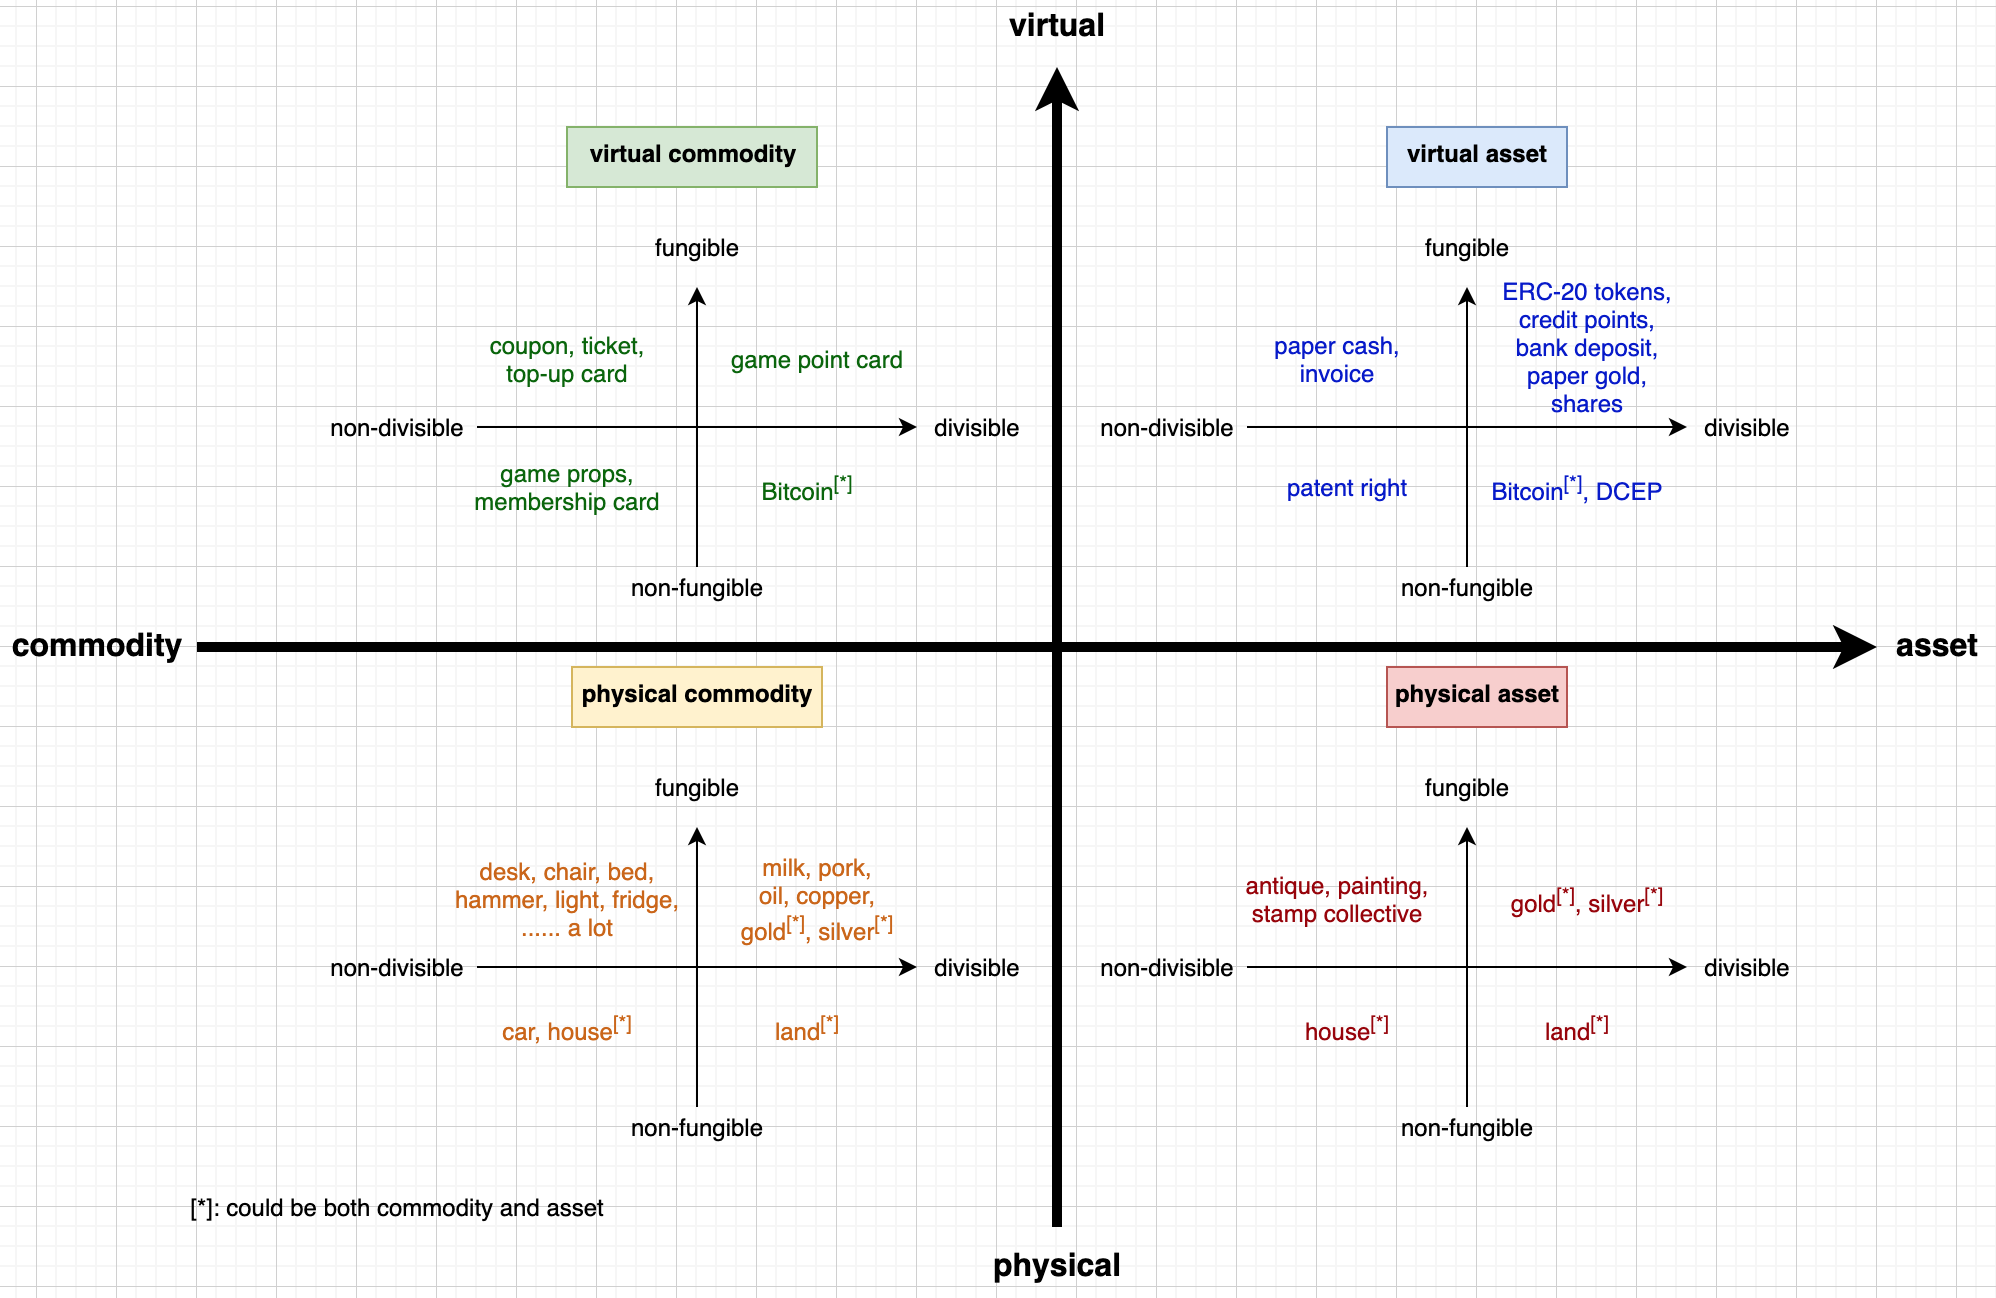 virtual
virtual commodity
fungible
coupon, ticket,
top-up card
game point card
non-divisible
divisible
game props,
membership card
Bitcoin[*]
non-fungible
virtual asset
fungible
paper cash,
invoice
ERC-20 tokens,
credit points,
bank deposit,
paper gold,
shares
non-divisible
divisible
patent right
Bitcoin[*], DCEP
non-fungible
commodity
asset
physical commodity
fungible
desk, chair, bed,
hammer, light, fridge,
...... a lot
milk, pork,
oil, copper,
gold[*], silver[*]
non-divisible
divisible
car, house[*]
land[*]
non-fungible
physical asset
fungible
antique, painting,
stamp collective
gold[*], silver[*]
non-divisible
divisible
house[*]
land[*]
non-fungible
[*]: could be both commodity and asset
physical